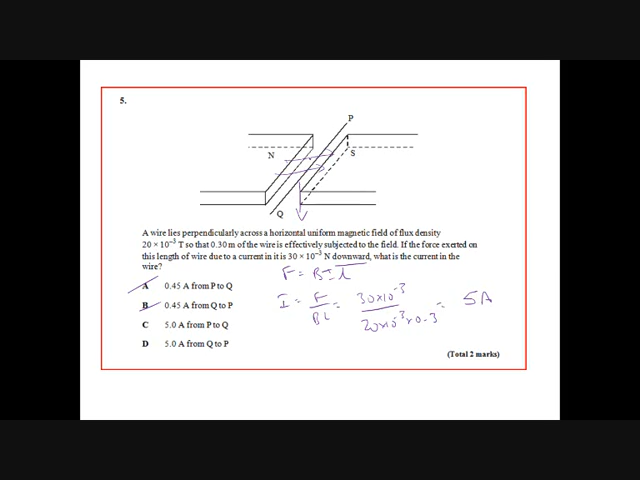 5.
P
N
S
Q
A wire lies perpendicularly across a horizontal uniform magnetic field of flux density
20 × 10⁻³ T so that 0.30 m of the wire is effectively subjected to the field. If the force exerted on
this length of wire due to a current in it is 30 × 10⁻³ N downward, what is the current in the
wire?
F = BIL
A 0.45 A from P to Q
I = F/BL = 30×10⁻³/20×10⁻³×0.3 = 5A
B 0.45 A from Q to P
C 5.0 A from P to Q
D 5.0 A from Q to P
(Total 2 marks)